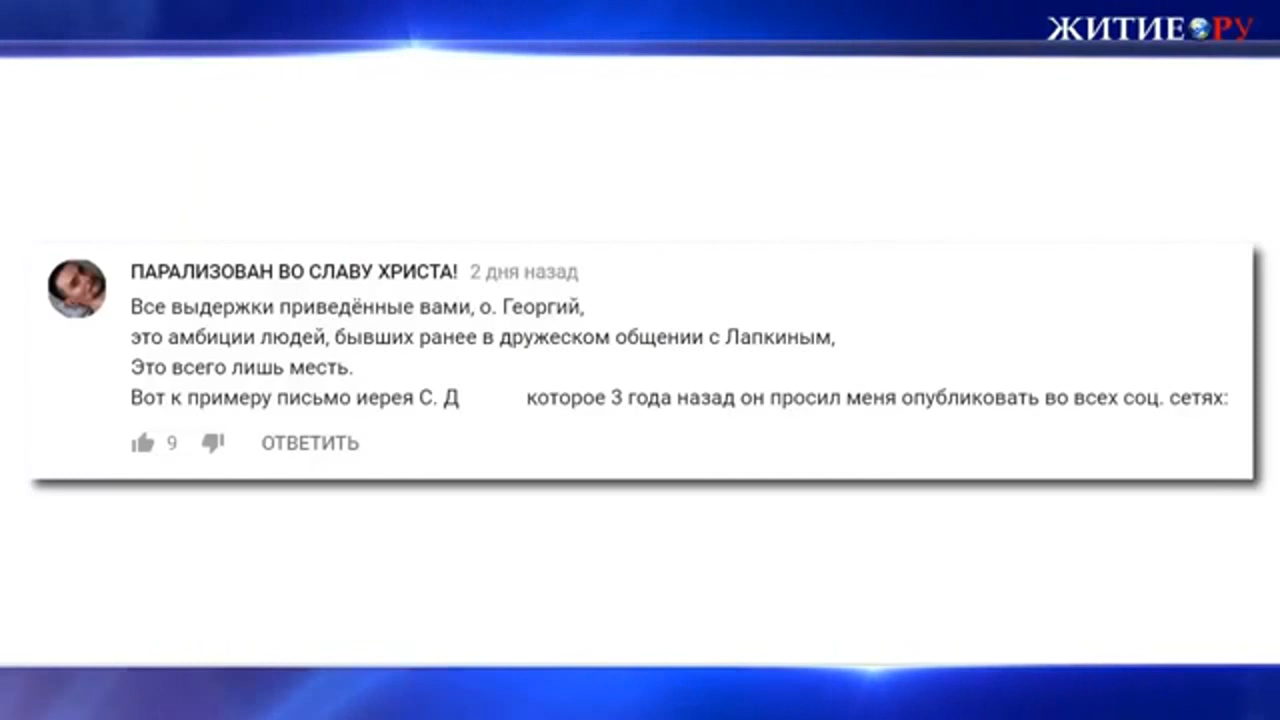 ЖИТИЕ РУ
ПАРАЛИЗОВАН ВО СЛАВУ ХРИСТА! 2 дня назад
Все выдержки приведённые вами, о. Георгий,
это амбиции людей, бывших ранее в дружеском общении с Лапкиным,
Это всего лишь месть.
Вот к примеру письмо иерея С. Д которое 3 года назад он просил меня опубликовать во всех соц. сетях:
9 ОТВЕТИТЬ